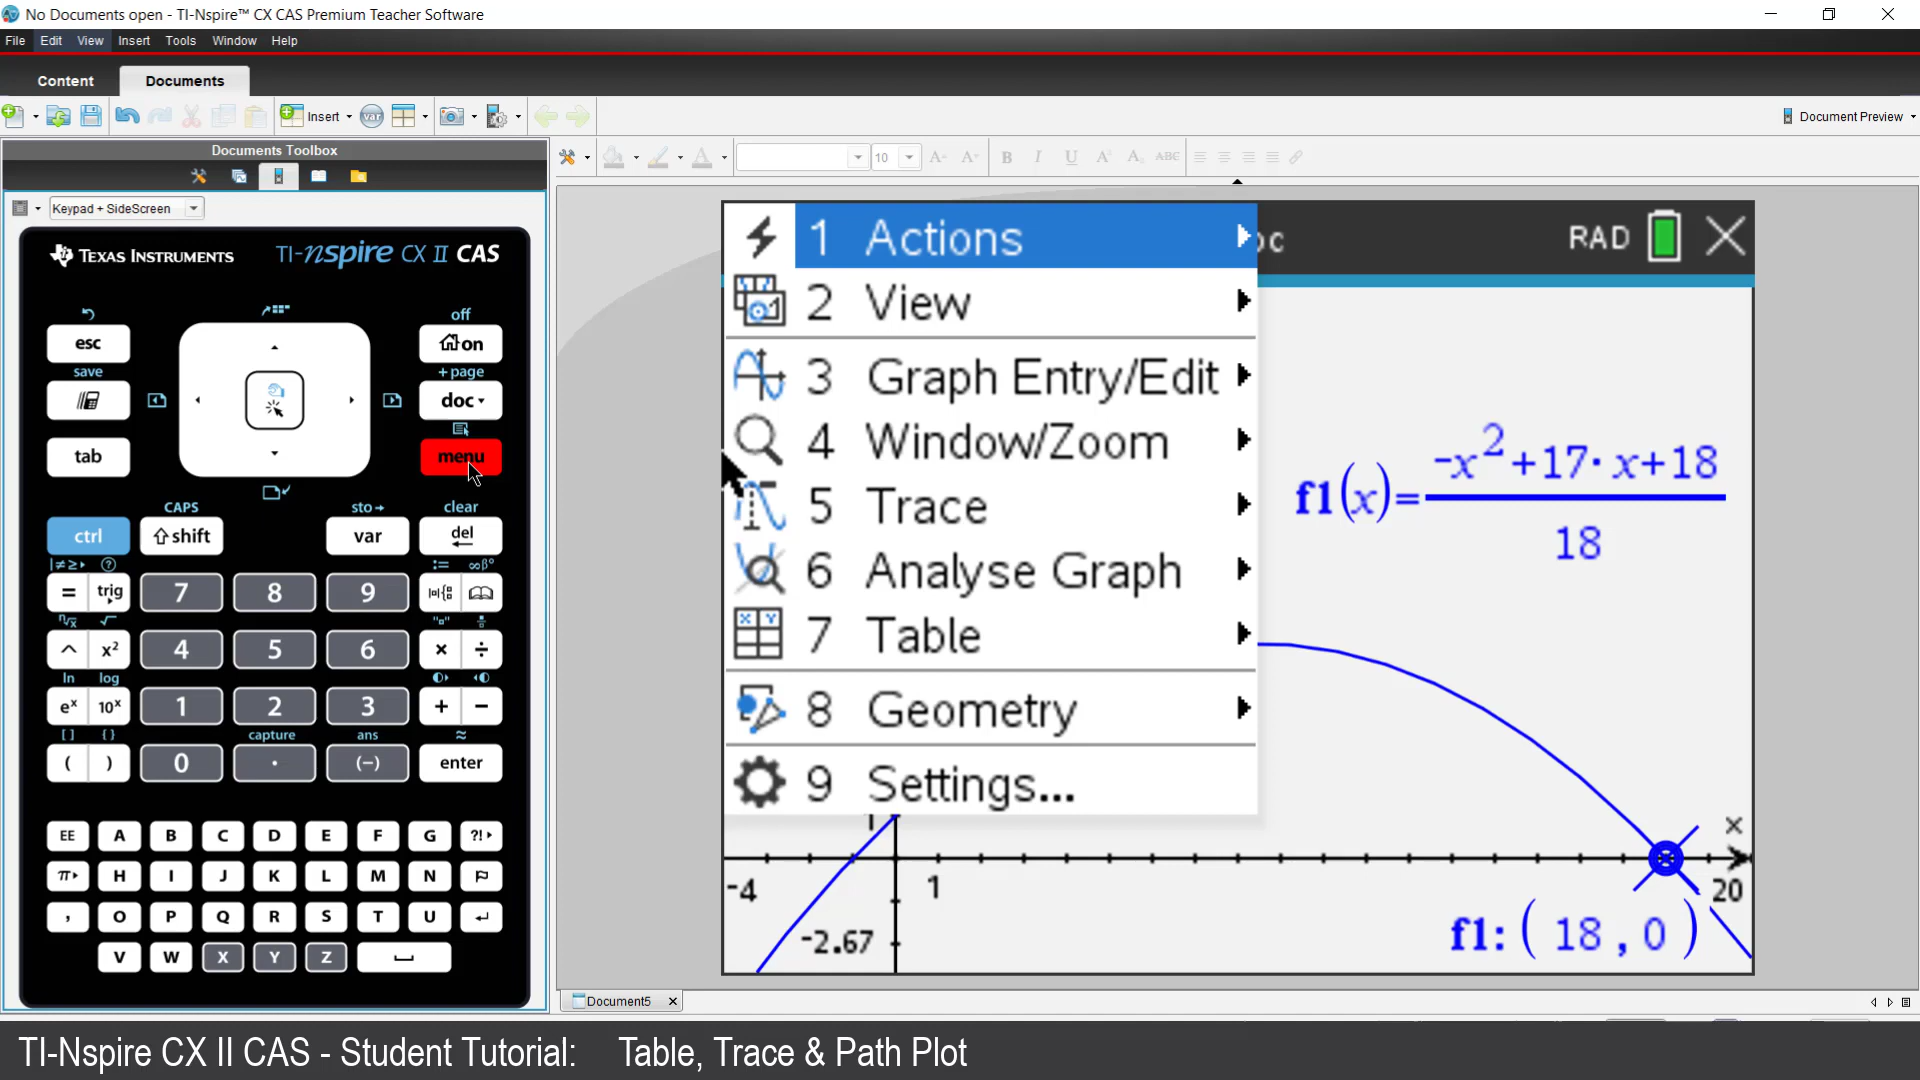 No Documents open - TI-Nspire™ CX CAS Premium Teacher Software
File Edit View Insert Tools Window Help
Content Documents
Insert var Document Preview
Documents Toolbox
10 B I U ABC
Keypad + SideScreen
TEXAS INSTRUMENTS TI-nspire CX II CAS
off
esc on
save + page
doc
tab menu
CAPS sto→ clear
ctrl shift var del
= trig 7 8 9
^ x² 4 5 6 × ÷
ln log
eˣ 10ˣ 1 2 3 + −
[ ] { } capture ans ≈
( ) 0 . (−) enter
EE A B C D E F G ?!
π H I J K L M N
, O P Q R S T U
V W X Y Z
1 Actions
2 View
3 Graph Entry/Edit
4 Window/Zoom
5 Trace
6 Analyse Graph
7 Table
8 Geometry
9 Settings...
RAD
f1(x)=(-x²+17·x+18)/18
x
-4 1 20
-2.67
f1: ( 18 , 0 )
Document5
TI-Nspire CX II CAS - Student Tutorial: Table, Trace & Path Plot